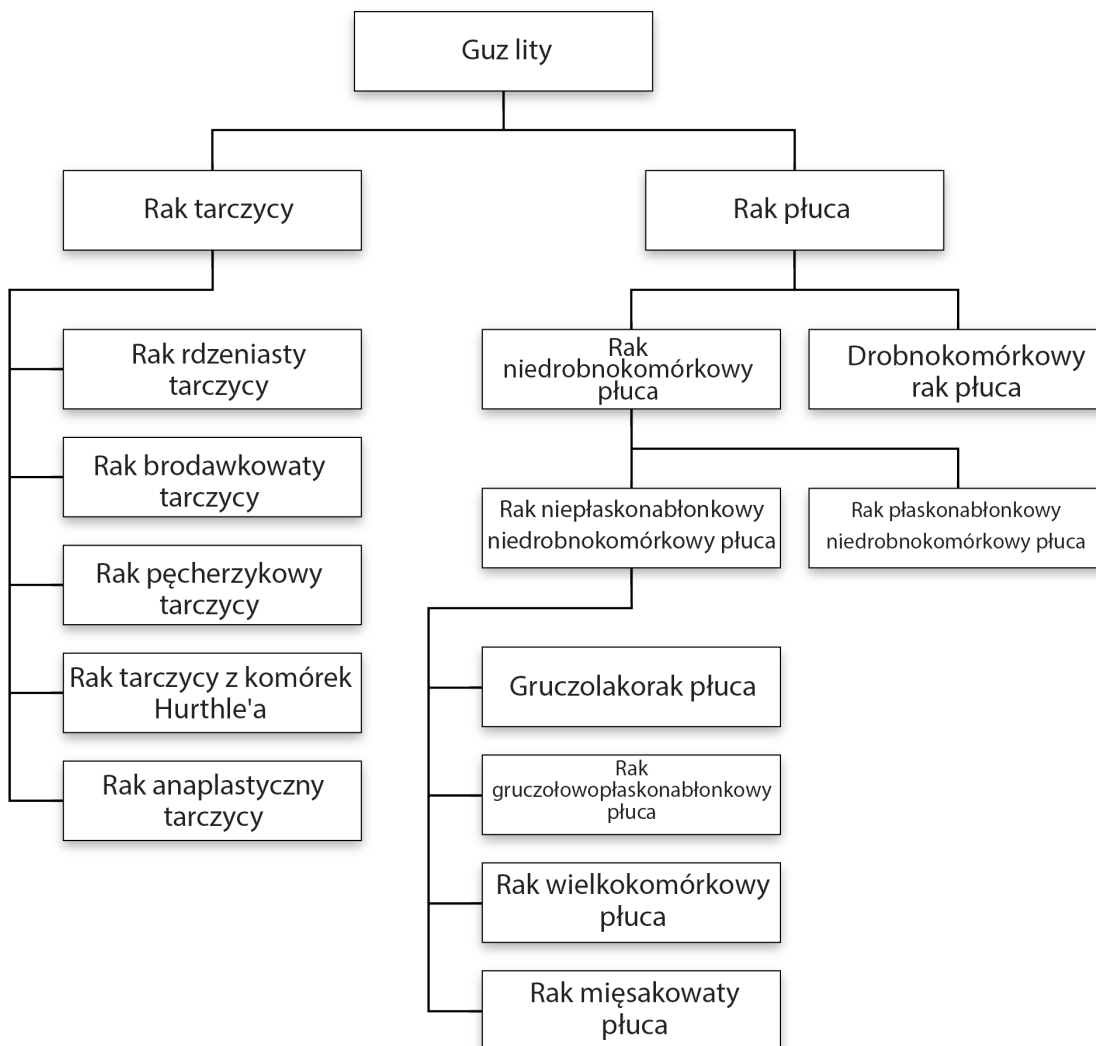 Guz lity
Rak tarczycy
Rak płuca
Rak rdzeniasty
tarczycy
Rak brodawkowaty
tarczycy
Rak pęcherzykowy
tarczycy
Rak tarczycy z komórek
Hurthle'a
Rak anaplastyczny
tarczycy
Rak
niedrobnokomórkowy
płuca
Drobnokomórkowy
rak płuca
Rak niepłaskonabłonkowy
niedrobnokomórkowy płuca
Rak płaskonabłonkowy
niedrobnokomórkowy płuca
Gruczolakorak płuca
Rak
gruczołowopłaskonabłonkowy
płuca
Rak wielkokomórkowy
płuca
Rak mięsakowaty
płuca